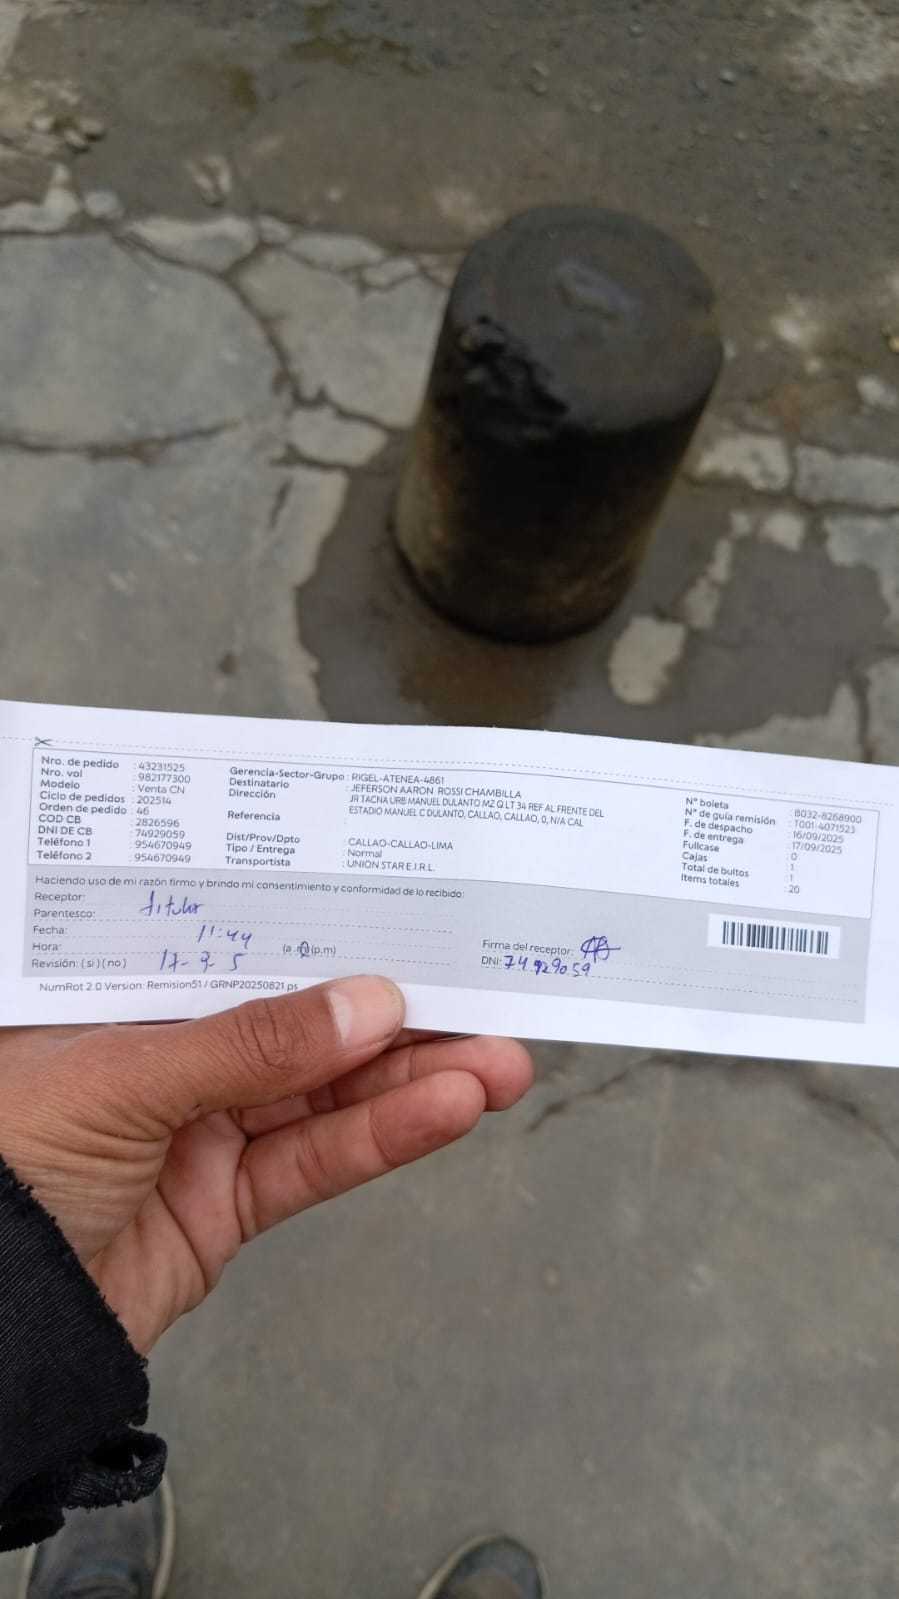 Nro. de pedido : 43231525
Nro. vol : 982177300
Modelo : Venta CN
Ciclo de pedidos : 202514
Orden de pedido : 46
COD CB : 2826596
DNI DE CB : 74929059
Teléfono 1 : 954670949
Teléfono 2 : 954670949
Gerencia-Sector-Grupo : RIGEL-ATENEA-4861
Destinatario : JEFERSON AARON ROSSI CHAMBILLA
Dirección : JR TACNA URB MANUEL DULANTO MZ Q LT 34 REF AL FRENTE DEL
ESTADIO MANUEL C DULANTO, CALLAO, CALLAO, 0, N/A CAL
Referencia :
Dist/Prov/Dpto : CALLAO-CALLAO-LIMA
Tipo / Entrega : Normal
Transportista : UNION STAR E.I.R.L.
N° boleta : B032-8268900
N° de guía remisión : T001-4071523
F. de despacho : 16/09/2025
F. de entrega : 17/09/2025
Fullcase : 0
Cajas : 1
Total de bultos : 1
Items totales : 20
Haciendo uso de mi razón firmo y brindo mi consentimiento y conformidad de lo recibido:
Receptor: titular
Parentesco:
Fecha: 11:44
Hora: (a.m)(p.m)
Revisión: ( si ) ( no ) 17-9-5
Firma del receptor:
DNI: 74929059
NumRot 2.0 Version: Remision51 / GRNP20250821.ps